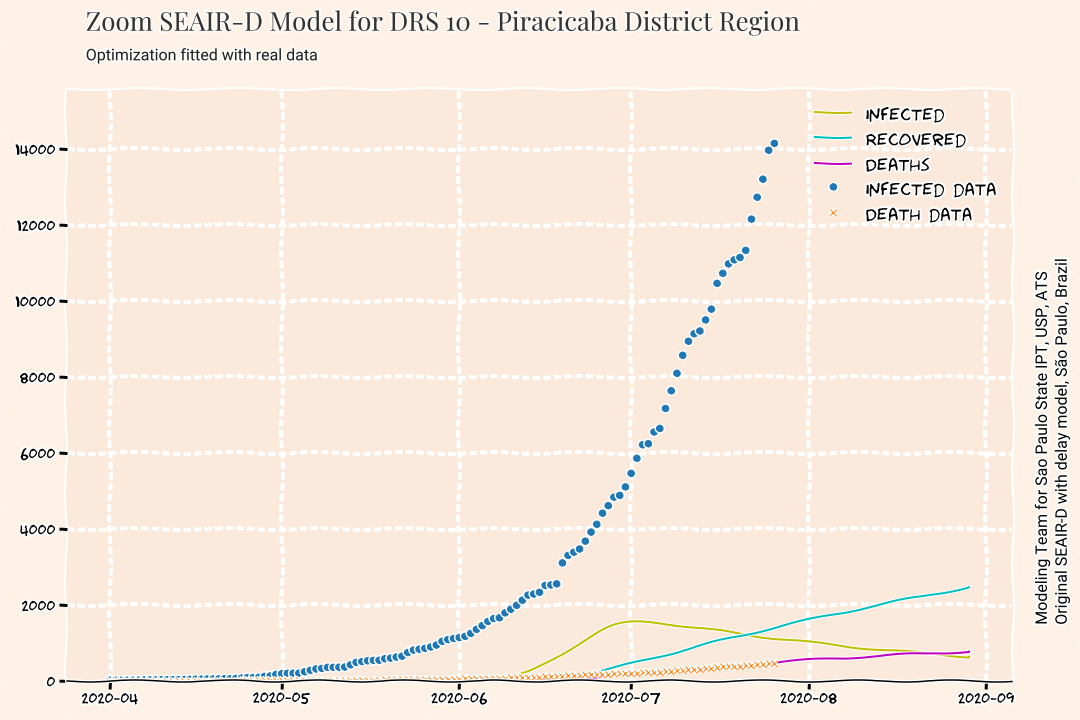 Zoom SEAIR-D Model for DRS 10 - Piracicaba District Region
Optimization fitted with real data
INFECTED
RECOVERED
DEATHS
INFECTED DATA
DEATH DATA
14000
12000
10000
8000
6000
4000
2000
0
2020-04
2020-05
2020-06
2020-07
2020-08
2020-09
Modeling Team for Sao Paulo State IPT, USP, ATS
Original SEAIR-D with delay model, São Paulo, Brazil